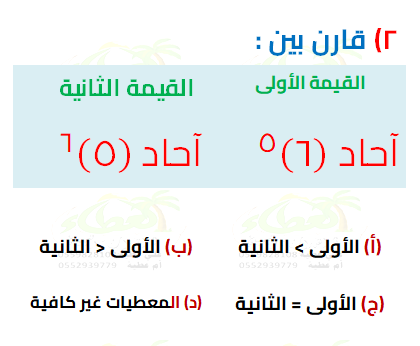 ٢) قارن بين :
القيمة الأولى القيمة الثانية
آحاد (٦)^٥ آحاد (٥)^٦
(أ) الأولى > الثانية (ب) الأولى < الثانية
(ج) الأولى = الثانية (د) المعطيات غير كافية